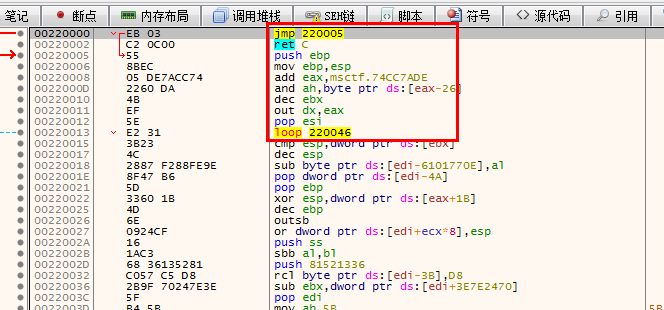 笔记 断点 内存布局 调用堆栈 SEH链 脚本 符号 源代码 引用
00220000 EB 03 jmp 220005
00220002 C2 0C00 ret C
00220005 55 push ebp
00220006 8BEC mov ebp,esp
00220008 05 DE7ACC74 add eax,msctf.74CC7ADE
0022000D 2260 DA and ah,byte ptr ds:[eax-26]
00220010 4B dec ebx
00220011 EF out dx,eax
00220012 5E pop esi
00220013 E2 31 loop 220046
00220015 3B23 cmp esp,dword ptr ds:[ebx]
00220017 4C dec esp
00220018 2887 F288FE9E sub byte ptr ds:[edi-6101770E],al
0022001E 8F47 B6 pop dword ptr ds:[edi-4A]
00220021 5D pop ebp
00220022 3360 1B xor esp,dword ptr ds:[eax+1B]
00220025 4D dec ebp
00220026 6E outsb
00220027 0924CF or dword ptr ds:[edi+ecx*8],esp
0022002A 16 push ss
0022002B 1AC3 sbb al,bl
0022002D 68 36135281 push 81521336
00220032 C057 C5 D8 rcl byte ptr ds:[edi-3B],D8
00220036 2B9F 70247E3E sub ebx,dword ptr ds:[edi+3E7E2470]
0022003C 5F pop edi
0022003D B4 5B mov ah,5B